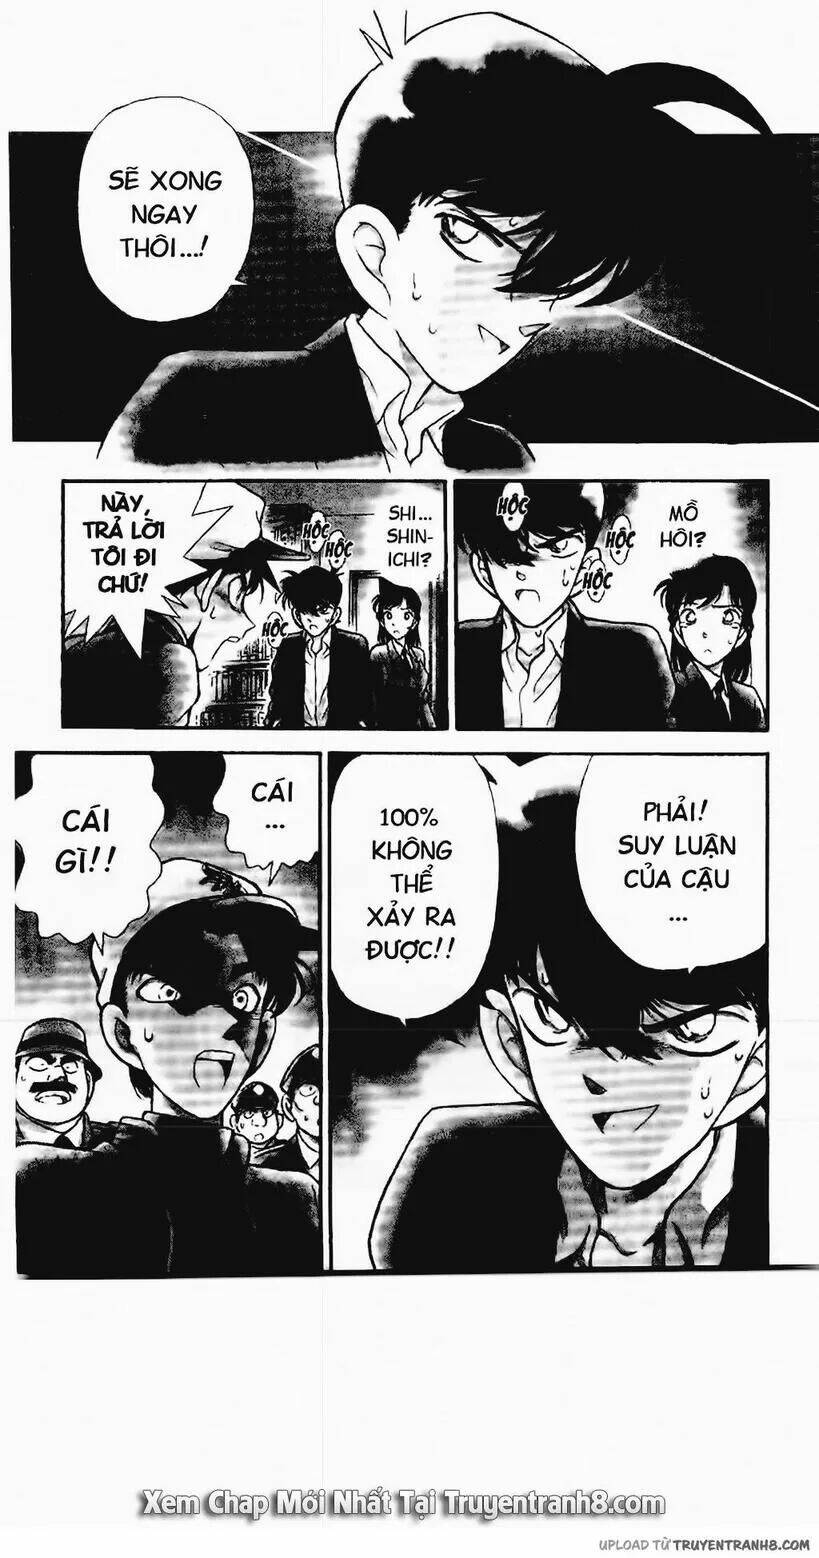 SẼ XONG
NGAY
THÔI...!
HỘC
HỘC
HỘC
MỒ
HÔI?
SHI...
SHIN-
ICHI?
HỘC
HỘC
HỘC
NÀY,
TRẢ LỜI
TÔI ĐI
CHỨ!
PHẢI!
SUY LUẬN
CỦA CẬU
...
100%
KHÔNG
THỂ
XẢY RA
ĐƯỢC!!
CÁI
...
CÁI
GÌ!!
Xem Chap Mới Nhất Tại Truyentranh8.com
UPLOAD TỪ TRUYENTRANH8.COM